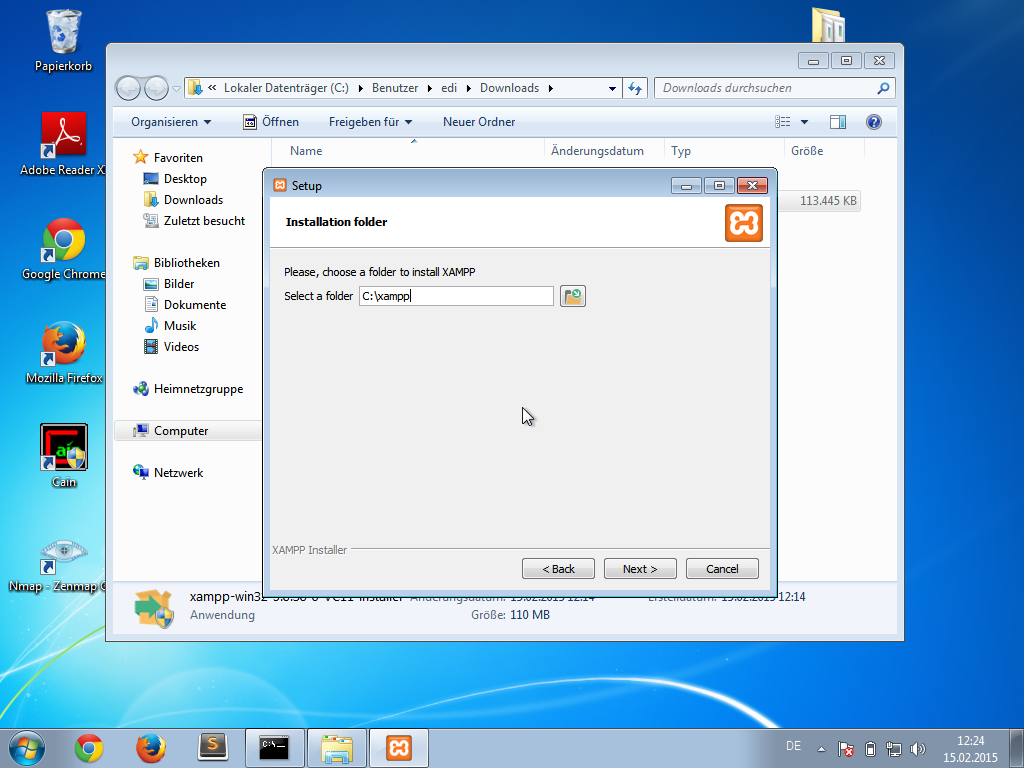 Papierkorb
Adobe Reader X
Google Chrome
Mozilla Firefox
Cain
Nmap - Zenmap
« Lokaler Datenträger (C:) Benutzer edi Downloads
Downloads durchsuchen
Organisieren Öffnen Freigeben für Neuer Ordner
Name Änderungsdatum Typ Größe
113.445 KB
Favoriten
Desktop
Downloads
Zuletzt besucht
Bibliotheken
Bilder
Dokumente
Musik
Videos
Heimnetzgruppe
Computer
Netzwerk
Setup
Installation folder
Please, choose a folder to install XAMPP
Select a folder C:\xampp
XAMPP Installer
< Back Next > Cancel
Änderungsdatum: 15.02.2015 12:14 Erstelldatum: 15.02.2015 12:14
Anwendung Größe: 110 MB
C:\
DE
12:24
15.02.2015